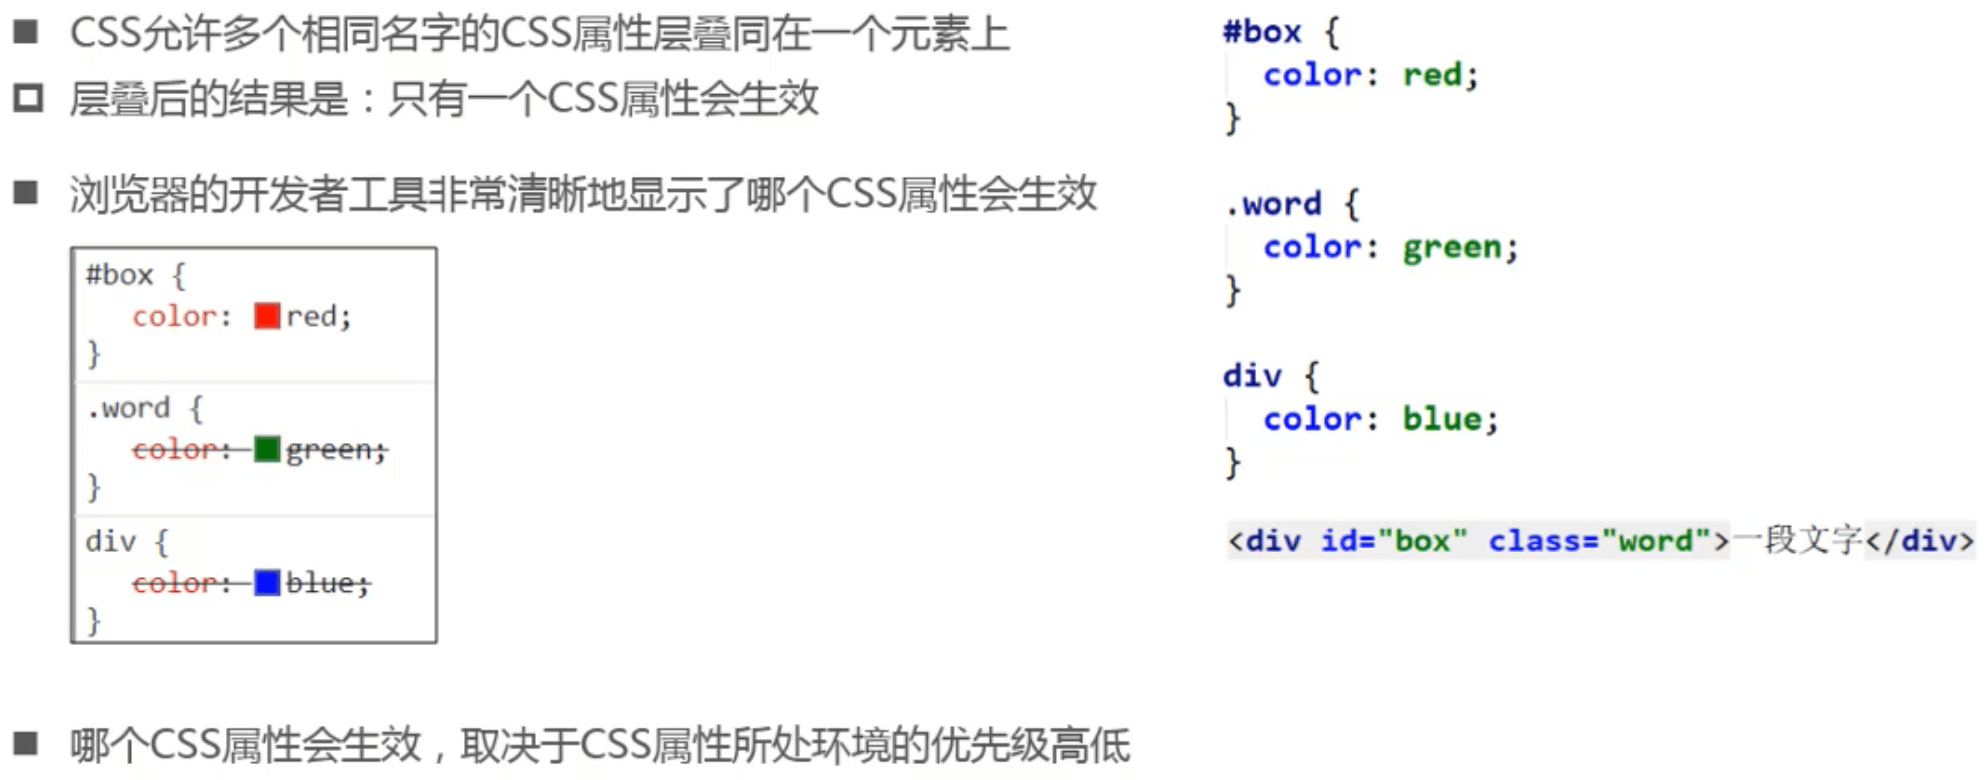 CSS允许多个相同名字的CSS属性层叠同在一个元素上
层叠后的结果是：只有一个CSS属性会生效
浏览器的开发者工具非常清晰地显示了哪个CSS属性会生效
#box {
color: red;
}
.word {
color: green;
}
div {
color: blue;
}
哪个CSS属性会生效，取决于CSS属性所处环境的优先级高低
#box {
color: red;
}
.word {
color: green;
}
div {
color: blue;
}
<div id="box" class="word">一段文字</div>